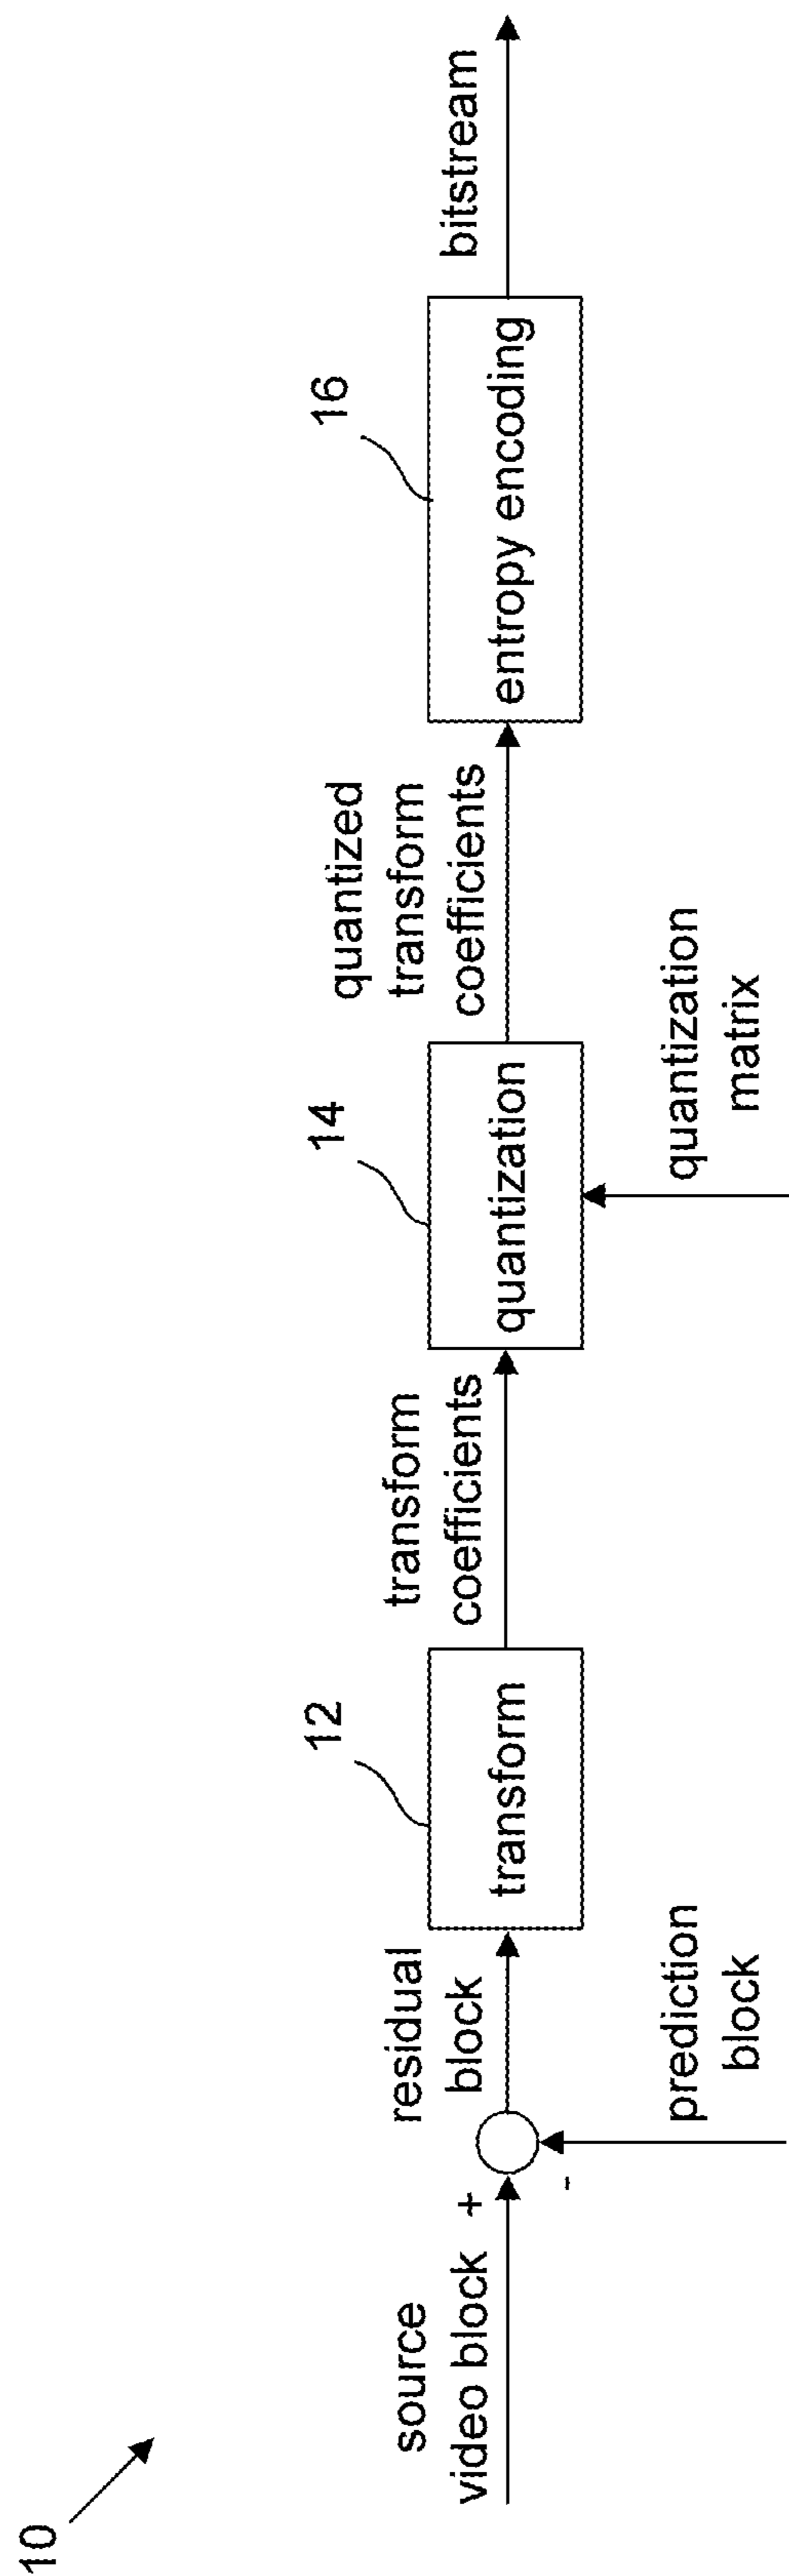 10
source
video block
+
-
prediction
block
residual
block
12
transform
transform
coefficients
14
quantization
quantization
matrix
quantized
transform
coefficients
16
entropy encoding
bitstream